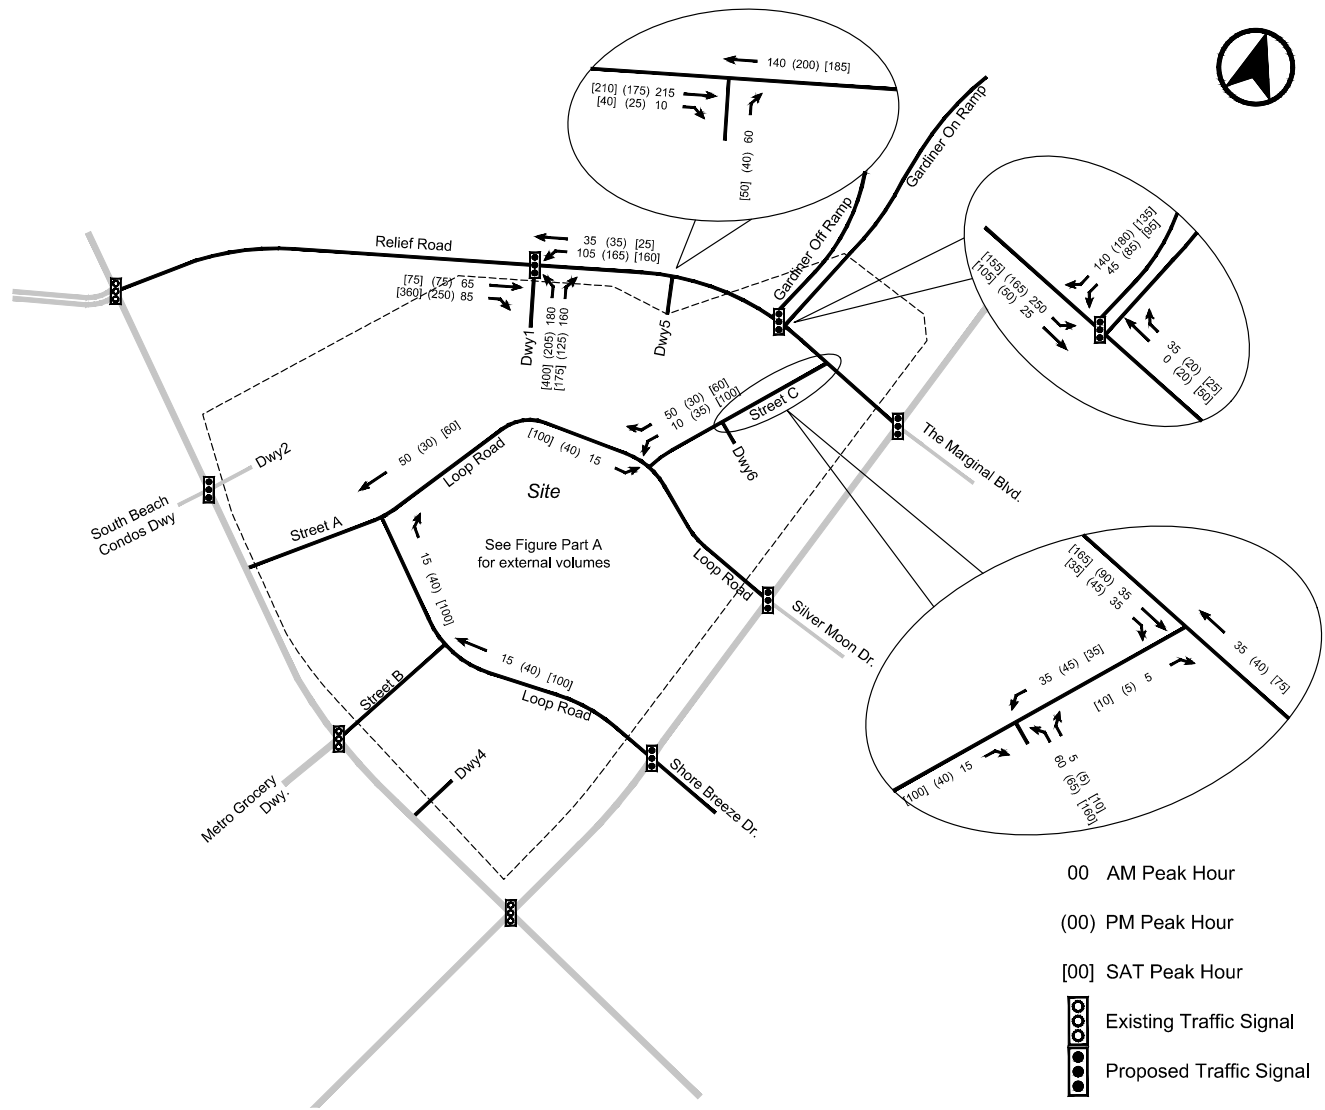 140 (200) [185]
[210] (175) 215
[40] (25) 10
[50] (40) 60
Gardiner On Ramp
Gardiner Off Ramp
Relief Road
35 (35) [25]
105 (165) [160]
[75] (75) 65
[360] (250) 85
[400] (205) 180
[175] (125) 160
Dwy1
Dwy5
140 (180) [135]
45 (85) [95]
[155] (165) 250
[105] (50) 25
35 (20) [25]
0 (20) [50]
50 (30) [60]
10 (35) [100]
Street C
Dwy6
The Marginal Blvd.
50 (30) [60]
Loop Road
[100] (40) 15
Dwy2
South Beach
Condos Dwy
Street A
Site
See Figure Part A
for external volumes
15 (40) [100]
Loop Road
Silver Moon Dr.
15 (40) [100]
Street B
Loop Road
Metro Grocery
Dwy.
Dwy4
Shore Breeze Dr.
[165] (90) 35
[35] (45) 35
35 (40) [75]
35 (45) [35]
[10] (5) 5
[100] (40) 15
5 (5) [10]
60 (65) [160]
00 AM Peak Hour
(00) PM Peak Hour
[00] SAT Peak Hour
Existing Traffic Signal
Proposed Traffic Signal